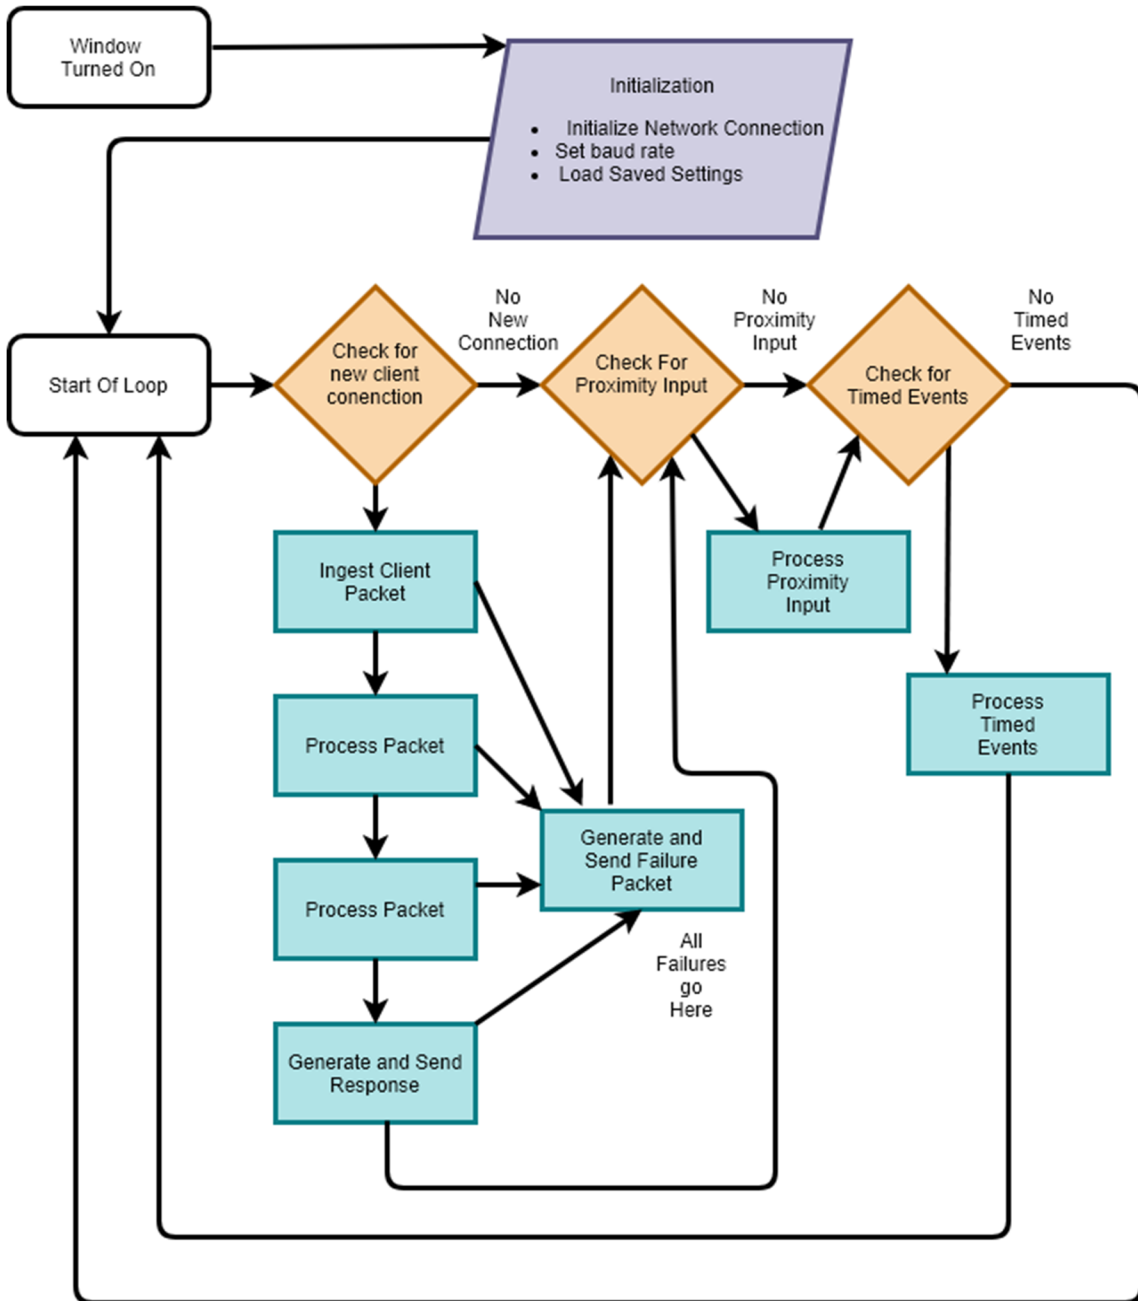 Window
Turned On
Initialization
• Initialize Network Connection
• Set baud rate
• Load Saved Settings
Start Of Loop
Check for
new client
conenction
No
New
Connection
Check For
Proximity Input
No
Proximity
Input
Check for
Timed Events
No
Timed
Events
Ingest Client
Packet
Process
Proximity
Input
Process Packet
Process
Timed
Events
Process Packet
Generate and
Send Failure
Packet
All
Failures
go
Here
Generate and Send
Response